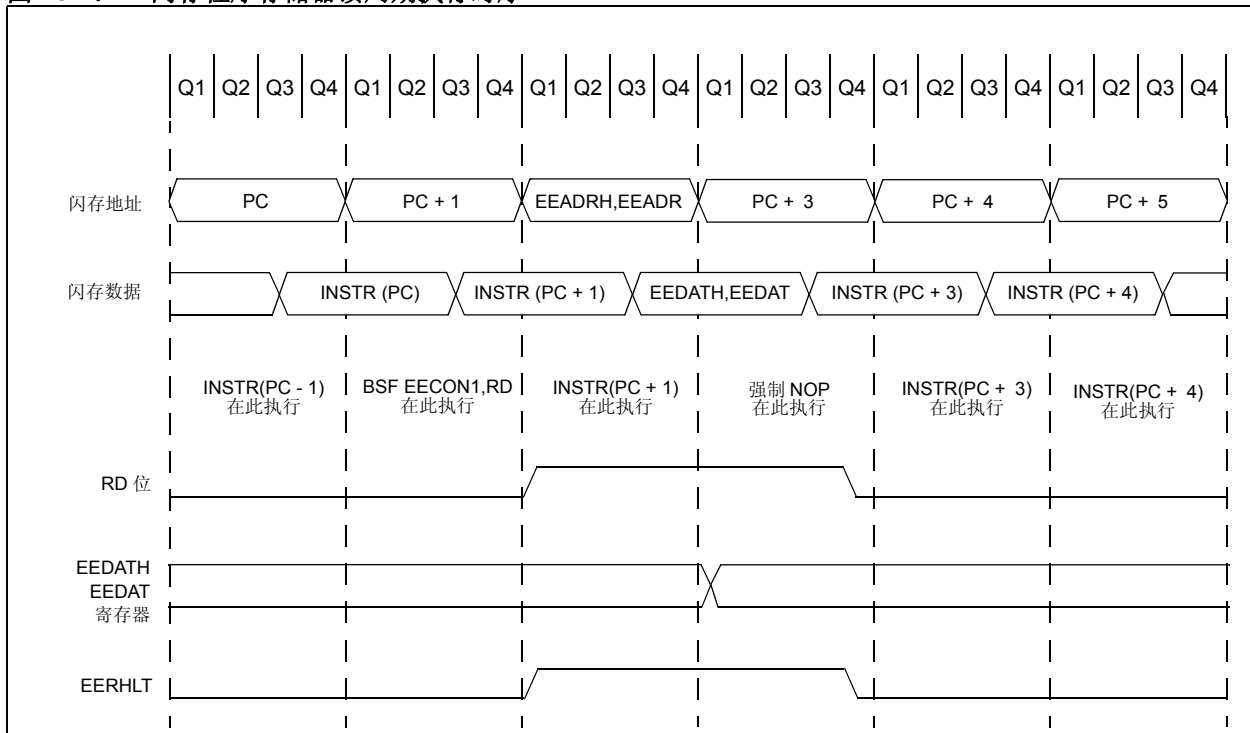 Q1 Q2 Q3 Q4 Q1 Q2 Q3 Q4 Q1 Q2 Q3 Q4 Q1 Q2 Q3 Q4 Q1 Q2 Q3 Q4 Q1 Q2 Q3 Q4
闪存地址 PC PC + 1 EEADRH,EEADR PC + 3 PC + 4 PC + 5
闪存数据 INSTR (PC) INSTR (PC + 1) EEDATH,EEDAT INSTR (PC + 3) INSTR (PC + 4)
INSTR(PC - 1) BSF EECON1,RD INSTR(PC + 1) 强制 NOP INSTR(PC + 3) INSTR(PC + 4)
在此执行 在此执行 在此执行 在此执行 在此执行 在此执行
RD 位
EEDATH
EEDAT
寄存器
EERHLT